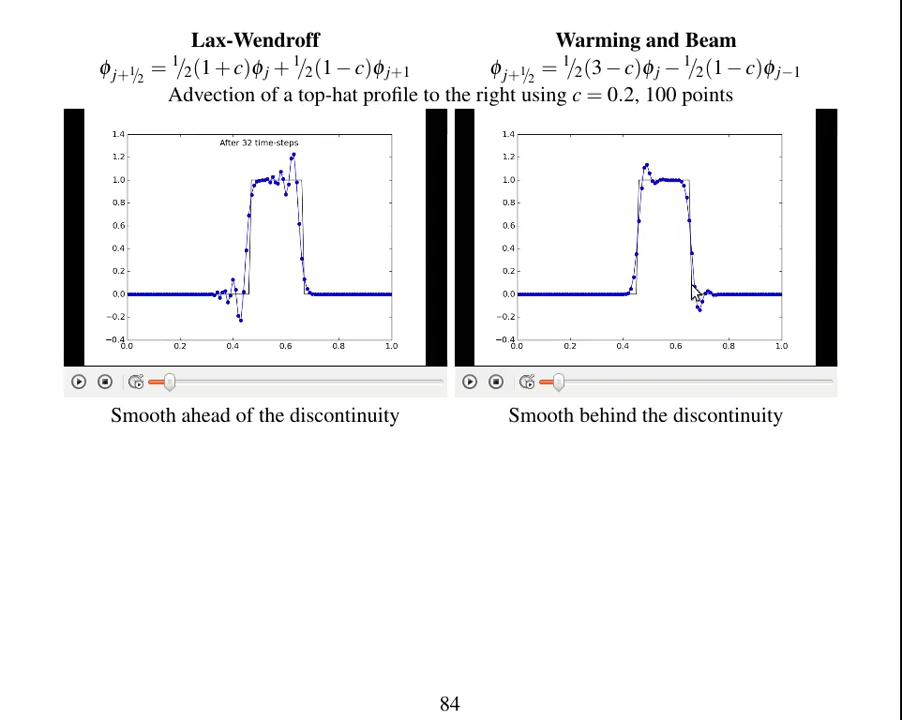 Lax-Wendroff
ϕ_{j+1/2} = 1/2(1+c)ϕ_j + 1/2(1−c)ϕ_{j+1}
Warming and Beam
ϕ_{j+1/2} = 1/2(3−c)ϕ_j − 1/2(1−c)ϕ_{j−1}
Advection of a top-hat profile to the right using c = 0.2, 100 points
After 32 time-steps
1.4
1.2
1.0
0.8
0.6
0.4
0.2
0.0
−0.2
−0.4
0.0 0.2 0.4 0.6 0.8 1.0
1.4
1.2
1.0
0.8
0.6
0.4
0.2
0.0
−0.2
−0.4
0.0 0.2 0.4 0.6 0.8 1.0
Smooth ahead of the discontinuity
Smooth behind the discontinuity
84